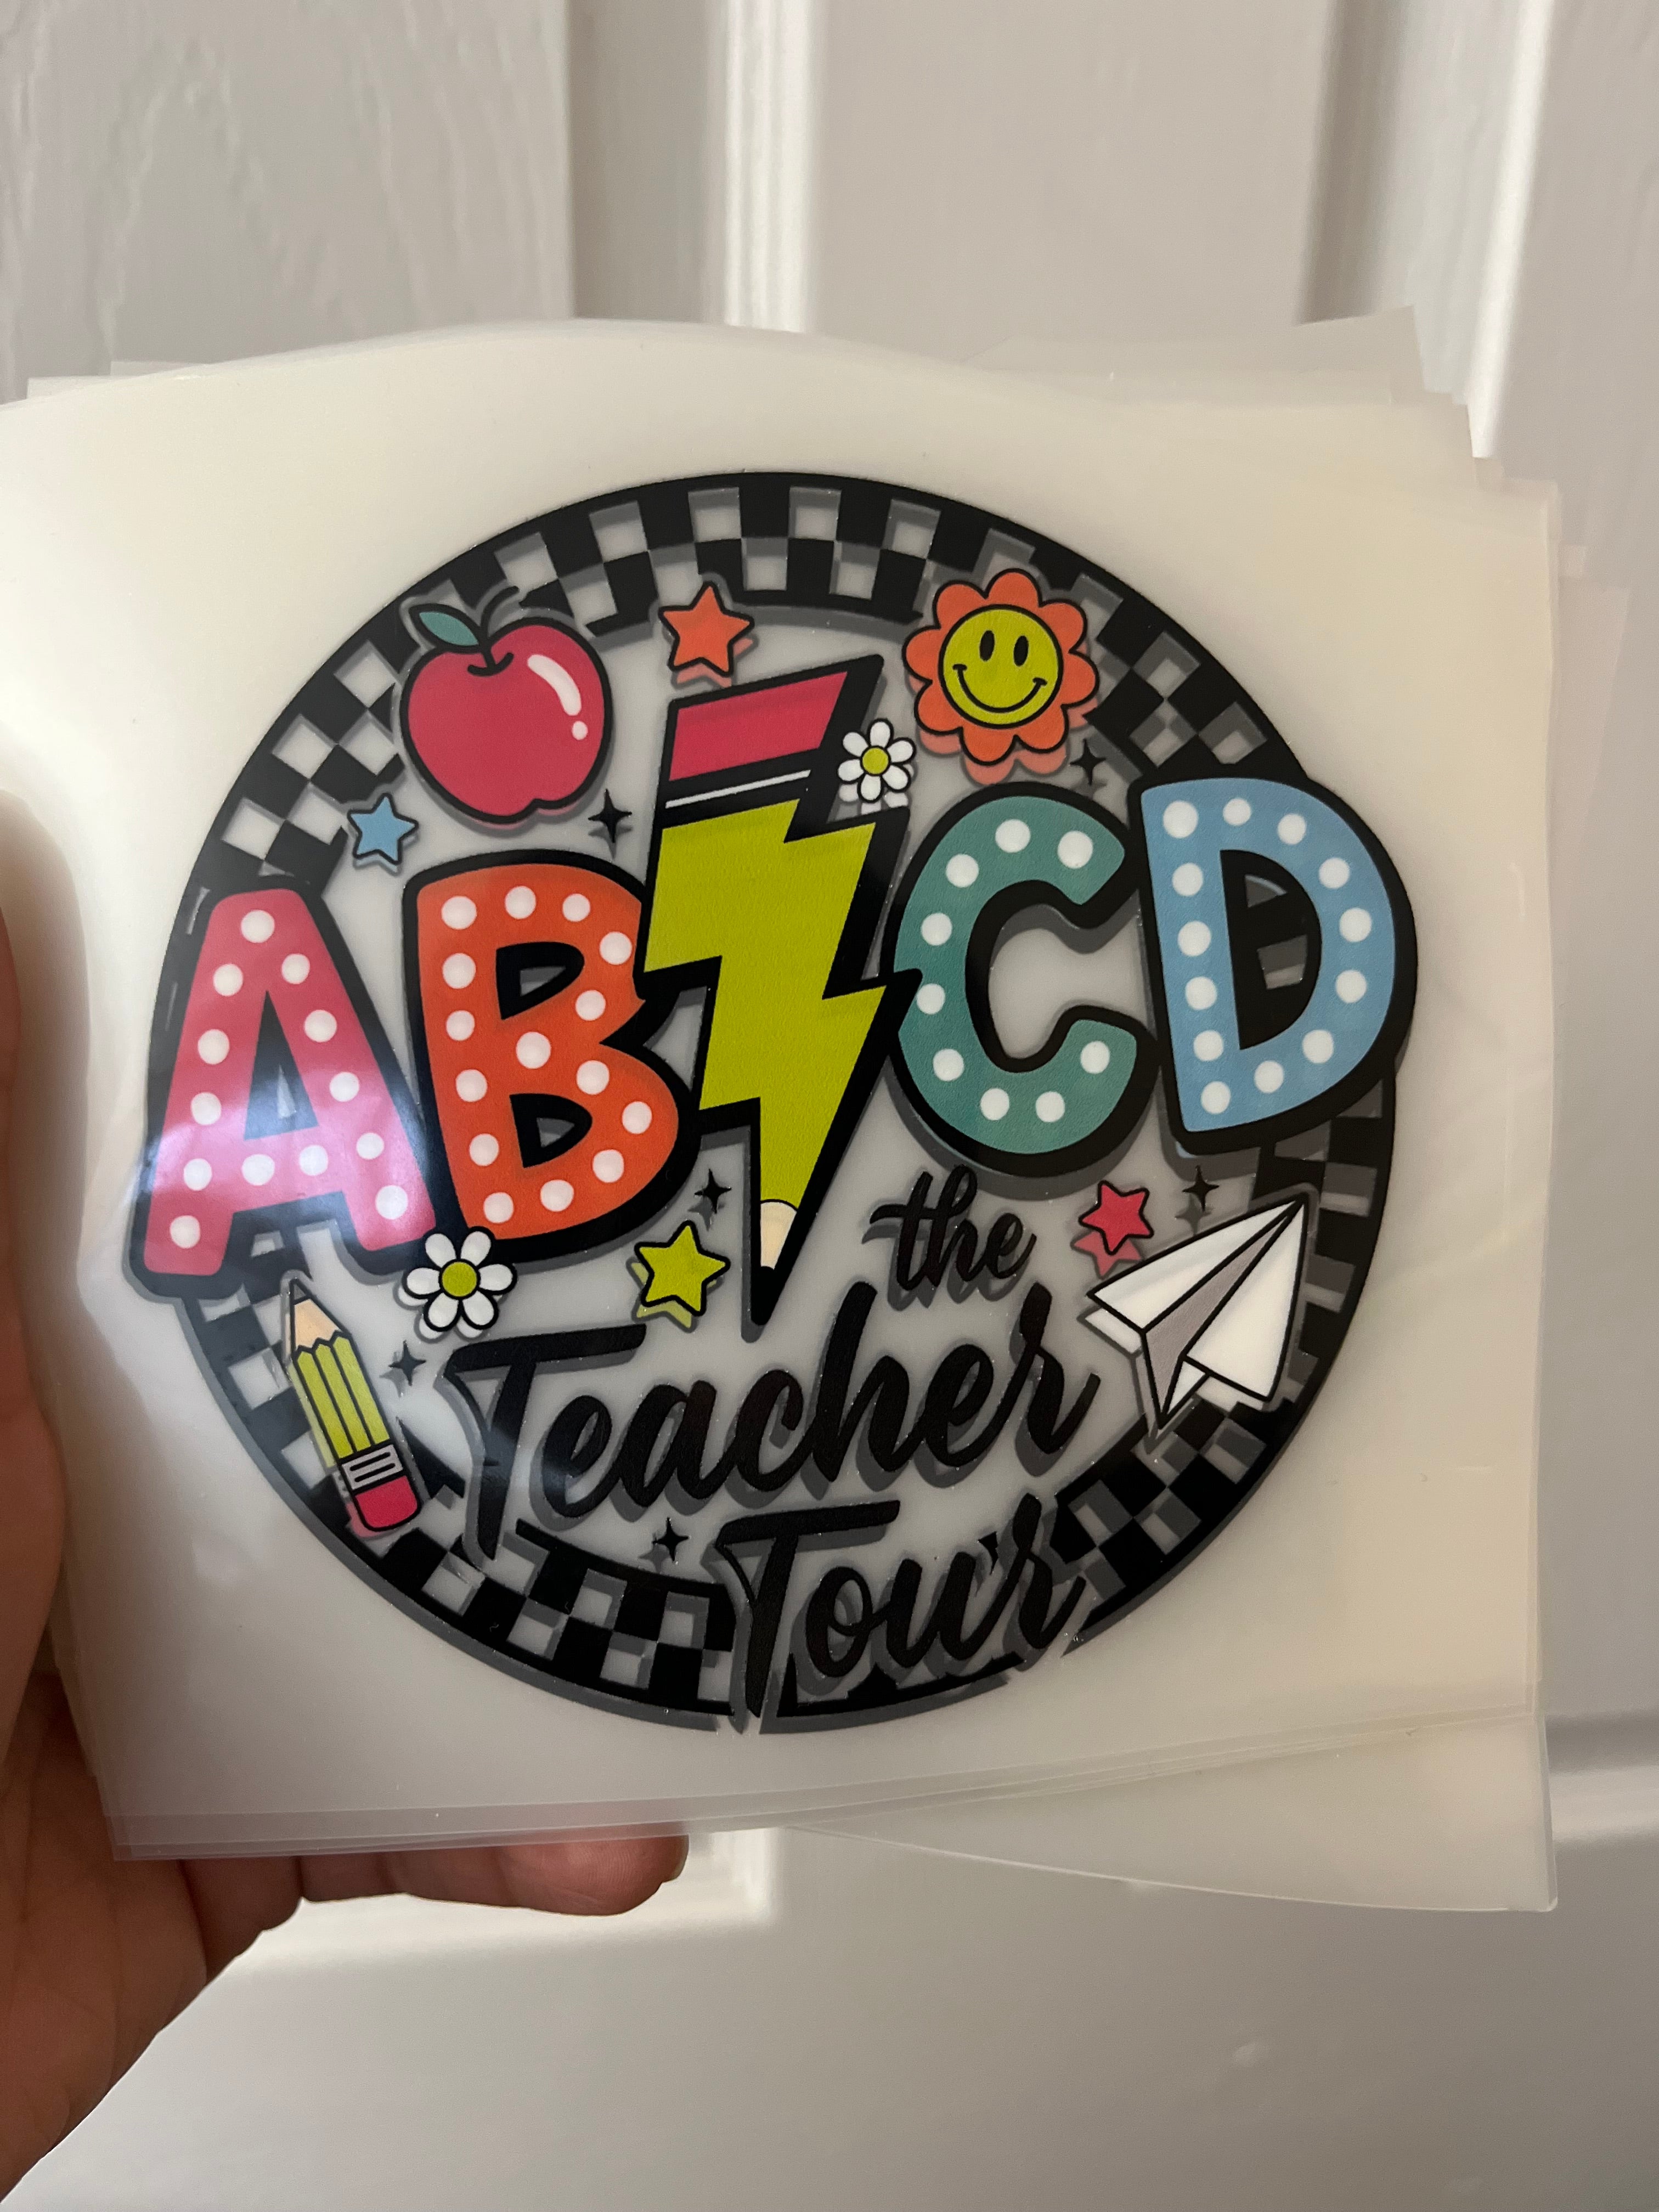 ABCD
the
Teacher
Tour